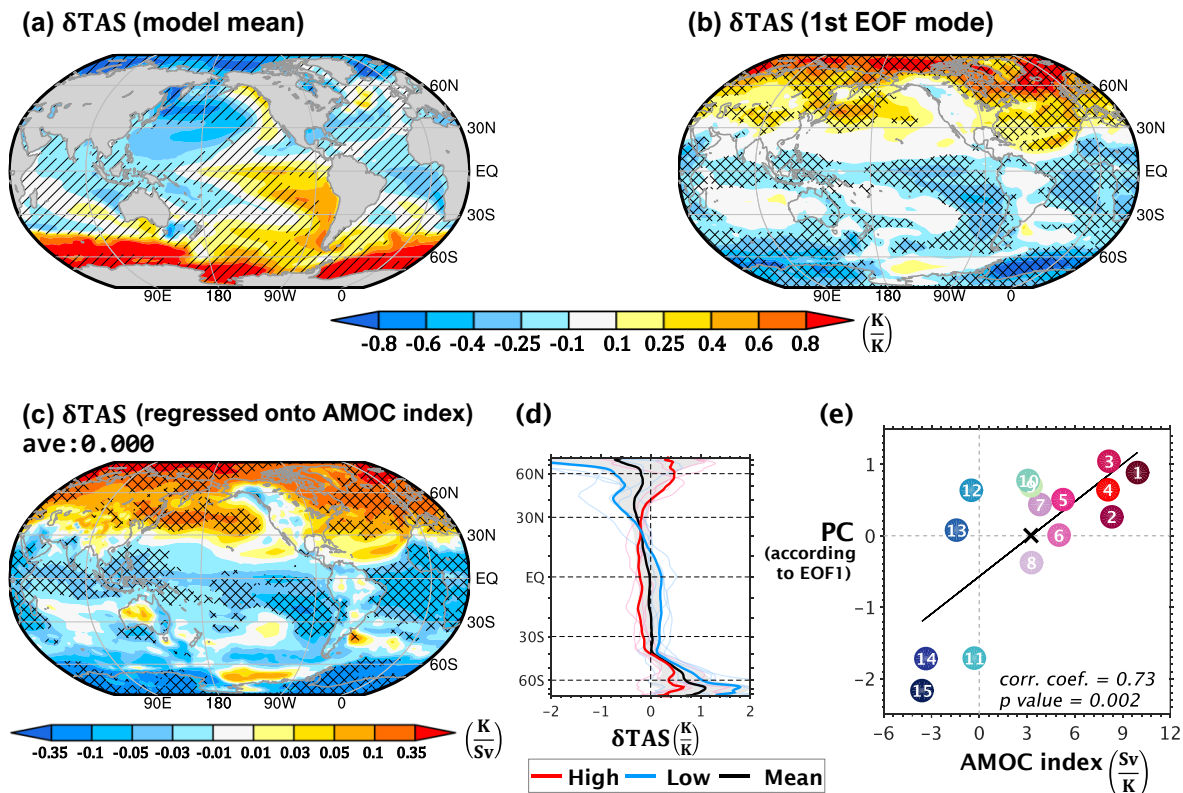 (a) δTAS (model mean)
60N
30N
EQ
30S
60S
90E 180 90W 0
(b) δTAS (1st EOF mode)
60N
30N
EQ
30S
60S
90E 180 90W 0
-0.8 -0.6 -0.4 -0.25 -0.1 0.1 0.25 0.4 0.6 0.8
(K/K)
(c) δTAS (regressed onto AMOC index)
ave:0.000
60N
30N
EQ
30S
60S
90E 180 90W 0
-0.35 -0.1 -0.05 -0.03 -0.01 0.01 0.03 0.05 0.1 0.35
(K/Sv)
(d)
60N
30N
EQ
30S
60S
-2 -1 0 1 2
δTAS (K/K)
High Low Mean
(e)
PC
(according
to EOF1)
1
0
-1
-2
3
1
10
9
12
4
5
7
2
13
6
8
14
11
15
corr. coef. = 0.73
p value = 0.002
-6 -3 0 3 6 9 12
AMOC index (Sv/K)